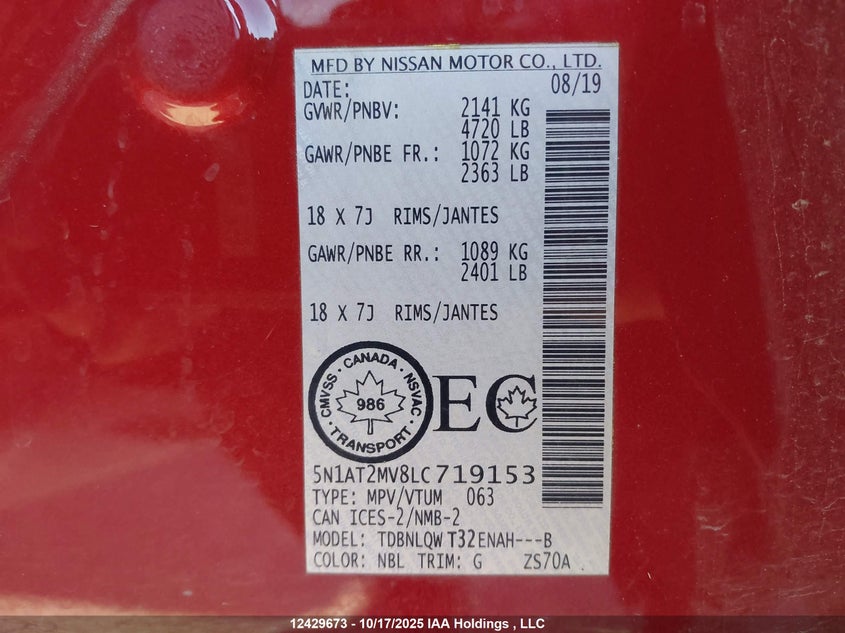 MFD BY NISSAN MOTOR CO., LTD.
DATE: 08/19
GVWR/PNBV: 2141 KG
4720 LB
GAWR/PNBE FR.: 1072 KG
2363 LB
18 X 7J RIMS/JANTES
GAWR/PNBE RR.: 1089 KG
2401 LB
18 X 7J RIMS/JANTES
CMVSS · CANADA · NSVAC · TRANSPORT ·
986
EC
5N1AT2MV8LC719153
TYPE: MPV/VTUM 063
CAN ICES-2/NMB-2
MODEL: TDBNLQW T32ENAH---B
COLOR: NBL TRIM: G ZS70A
12429673 - 10/17/2025 IAA Holdings , LLC